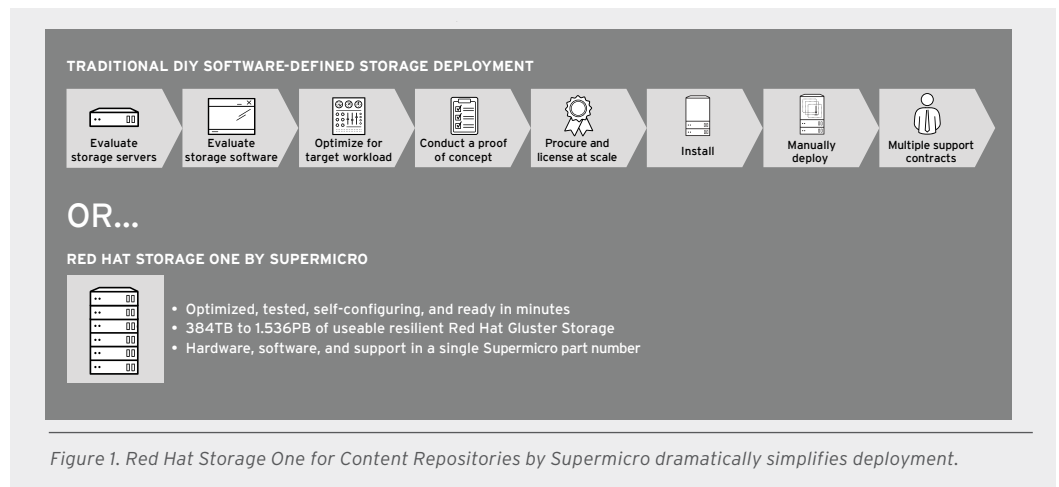 TRADITIONAL DIY SOFTWARE-DEFINED STORAGE DEPLOYMENT
Evaluate
storage servers
Evaluate
storage software
Optimize for
target workload
Conduct a proof
of concept
Procure and
license at scale
Install
Manually
deploy
Multiple support
contracts
OR...
RED HAT STORAGE ONE BY SUPERMICRO
• Optimized, tested, self-configuring, and ready in minutes
• 384TB to 1.536PB of useable resilient Red Hat Gluster Storage
• Hardware, software, and support in a single Supermicro part number
Figure 1. Red Hat Storage One for Content Repositories by Supermicro dramatically simplifies deployment.